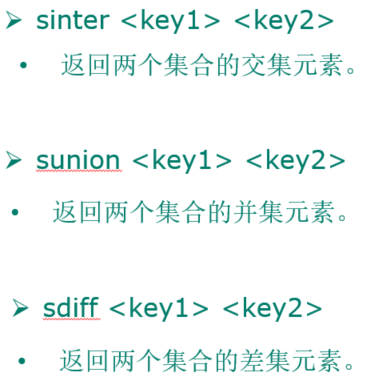 ➢ sinter <key1> <key2>
• 返回两个集合的交集元素。
➢ sunion <key1> <key2>
• 返回两个集合的并集元素。
➢ sdiff <key1> <key2>
• 返回两个集合的差集元素。